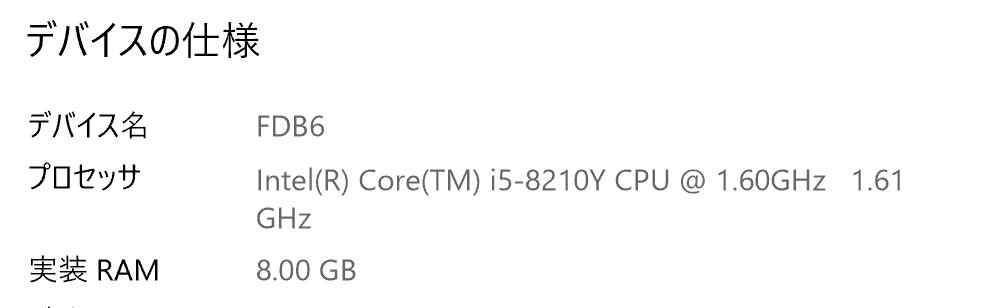 デバイスの仕様
デバイス名 FDB6
プロセッサ Intel(R) Core(TM) i5-8210Y CPU @ 1.60GHz 1.61
GHz
実装 RAM 8.00 GB